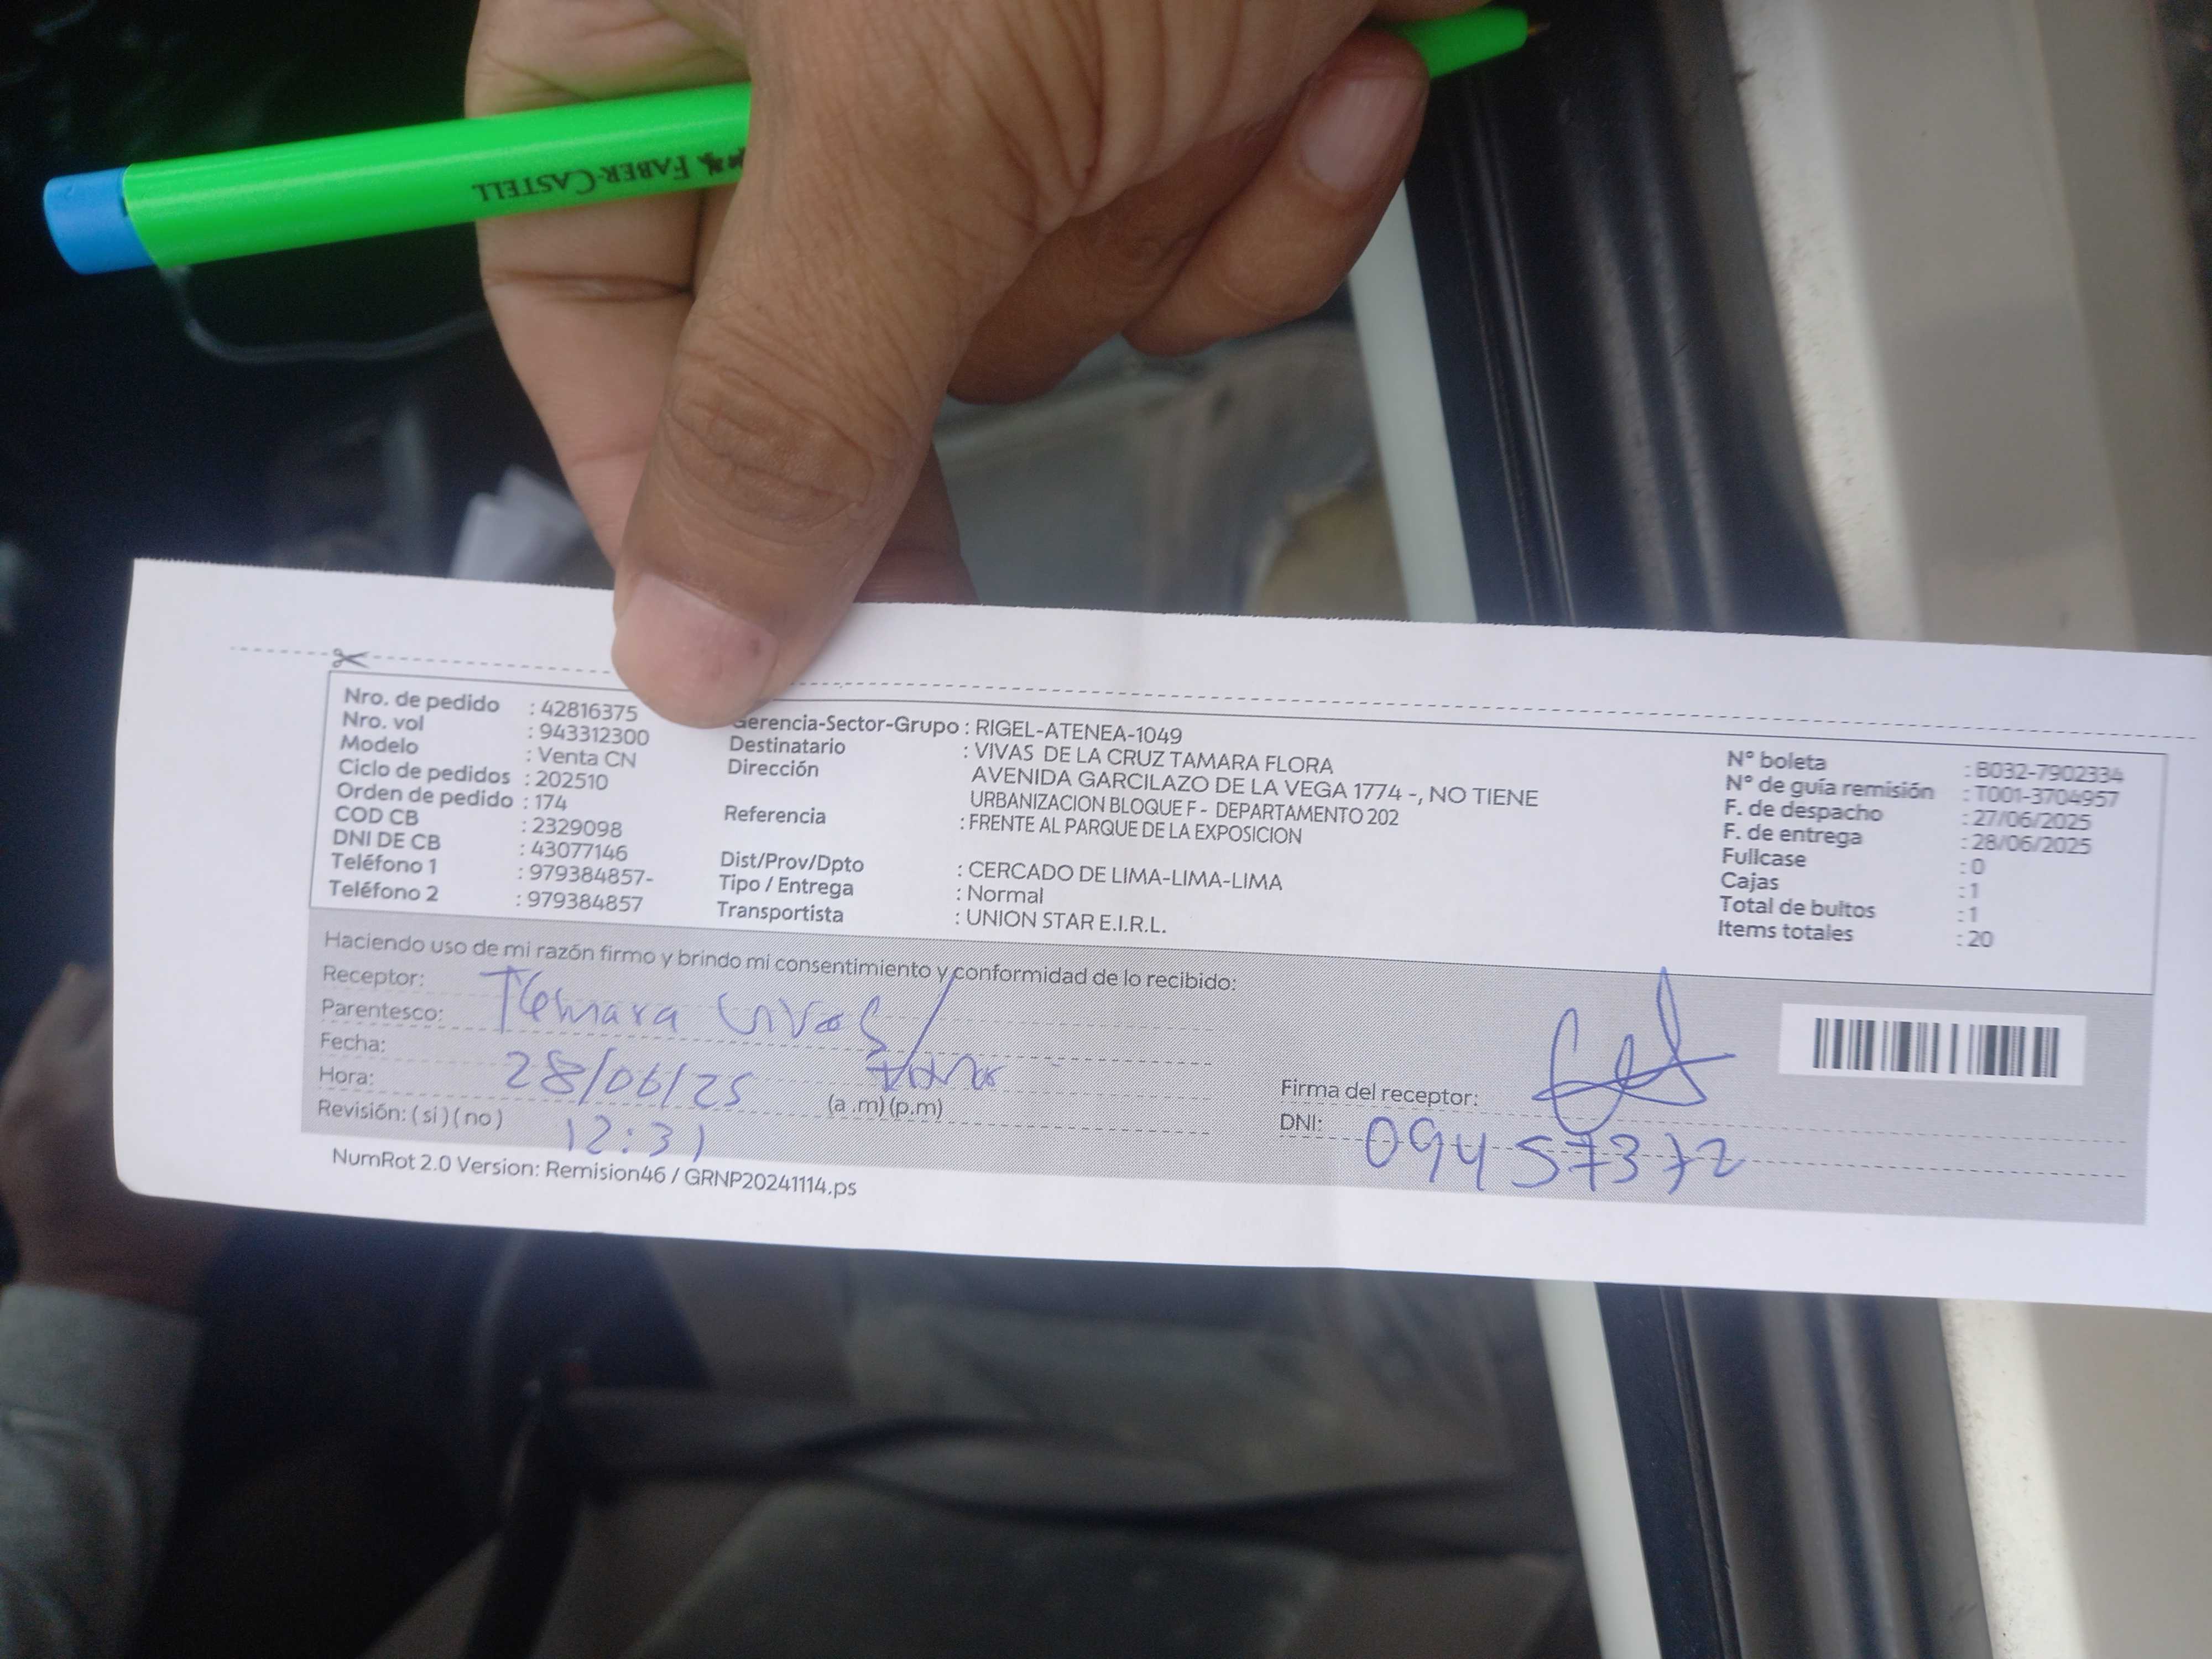 FABER-CASTELL
Nro. de pedido : 42816375
Nro. vol : 943312300
Modelo : Venta CN
Ciclo de pedidos : 202510
Orden de pedido : 174
COD CB : 2329098
DNI DE CB : 43077146
Teléfono 1 : 979384857-
Teléfono 2 : 979384857
Gerencia-Sector-Grupo : RIGEL-ATENEA-1049
Destinatario : VIVAS DE LA CRUZ TAMARA FLORA
Dirección AVENIDA GARCILAZO DE LA VEGA 1774 -, NO TIENE
URBANIZACION BLOQUE F - DEPARTAMENTO 202
Referencia : FRENTE AL PARQUE DE LA EXPOSICION
Dist/Prov/Dpto : CERCADO DE LIMA-LIMA-LIMA
Tipo / Entrega : Normal
Transportista : UNION STAR E.I.R.L.
N° boleta : B032-7902334
N° de guía remisión : T001-3704957
F. de despacho : 27/06/2025
F. de entrega : 28/06/2025
Fullcase : 0
Cajas : 1
Total de bultos : 1
Items totales : 20
Haciendo uso de mi razón firmo y brindo mi consentimiento y conformidad de lo recibido:
Receptor: Tamara Vivas
Parentesco:
Fecha: 28/06/25
Hora: 12:31 (a .m) (p.m)
Revisión: ( si ) ( no )
Firma del receptor:
DNI: 09457372
NumRot 2.0 Version: Remision46 / GRNP20241114.ps